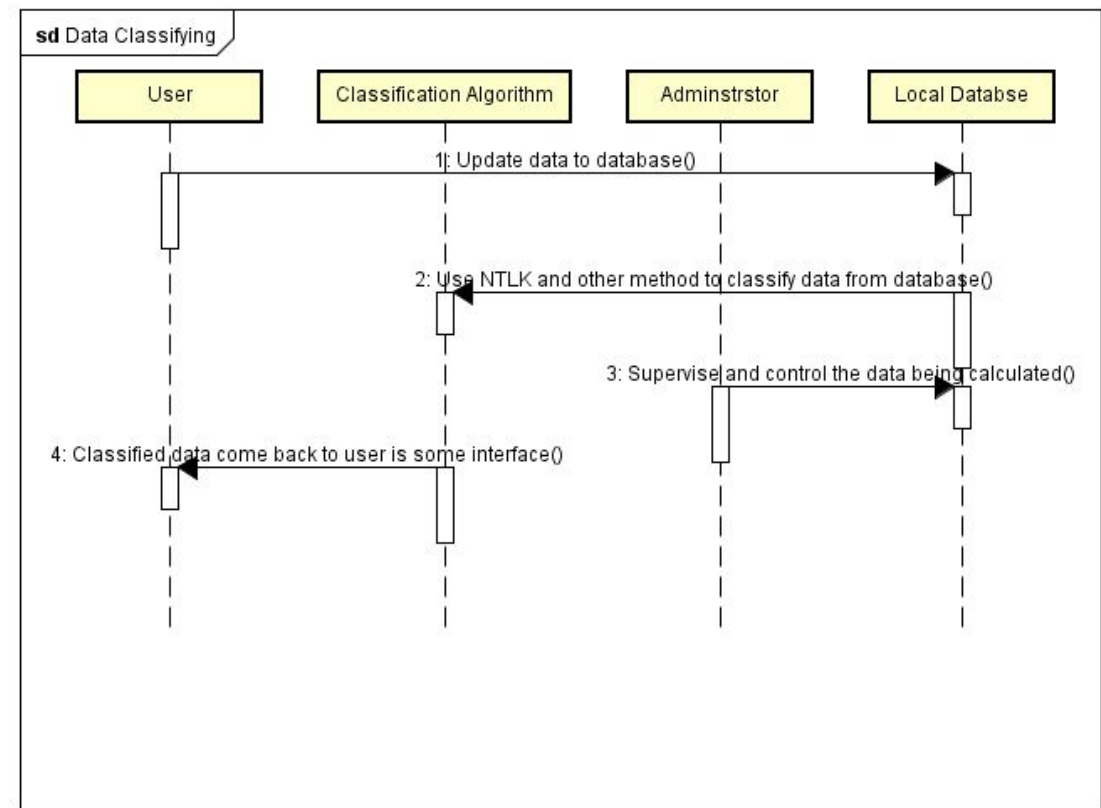 sd Data Classifying
User
Classification Algorithm
Adminstrstor
Local Databse
1: Update data to database()
2: Use NTLK and other method to classify data from database()
3: Supervise and control the data being calculated()
4: Classified data come back to user is some interface()